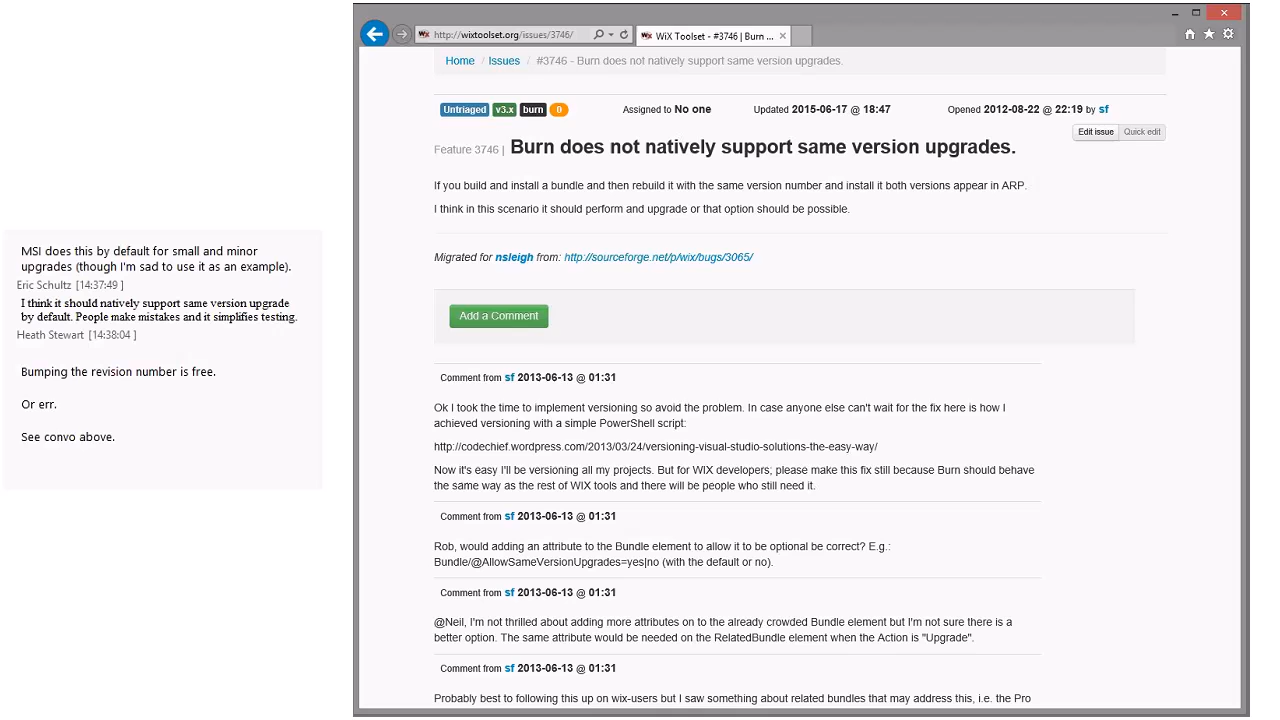 MSI does this by default for small and minor
upgrades (though I'm sad to use it as an example).
Eric Schultz [14:37:49 ]
I think it should natively support same version upgrade
by default. People make mistakes and it simplifies testing.
Heath Stewart [14:38:04 ]
Bumping the revision number is free.
Or err.
See convo above.
http://wixtoolset.org/issues/3746/
WiX Toolset - #3746 | Burn ...
Home / Issues / #3746 - Burn does not natively support same version upgrades.
Untriaged v3.x burn 0 Assigned to No one Updated 2015-06-17 @ 18:47 Opened 2012-08-22 @ 22:19 by sf
Edit issue Quick edit
Feature 3746 | Burn does not natively support same version upgrades.
If you build and install a bundle and then rebuild it with the same version number and install it both versions appear in ARP.
I think in this scenario it should perform and upgrade or that option should be possible.
Migrated for nsleigh from: http://sourceforge.net/p/wix/bugs/3065/
Add a Comment
Comment from sf 2013-06-13 @ 01:31
Ok I took the time to implement versioning so avoid the problem. In case anyone else can't wait for the fix here is how I
achieved versioning with a simple PowerShell script:
http://codechief.wordpress.com/2013/03/24/versioning-visual-studio-solutions-the-easy-way/
Now it's easy I'll be versioning all my projects. But for WIX developers; please make this fix still because Burn should behave
the same way as the rest of WIX tools and there will be people who still need it.
Comment from sf 2013-06-13 @ 01:31
Rob, would adding an attribute to the Bundle element to allow it to be optional be correct? E.g.:
Bundle/@AllowSameVersionUpgrades=yes|no (with the default or no).
Comment from sf 2013-06-13 @ 01:31
@Neil, I'm not thrilled about adding more attributes on to the already crowded Bundle element but I'm not sure there is a
better option. The same attribute would be needed on the RelatedBundle element when the Action is "Upgrade".
Comment from sf 2013-06-13 @ 01:31
Probably best to following this up on wix-users but I saw something about related bundles that may address this, i.e. the Pro